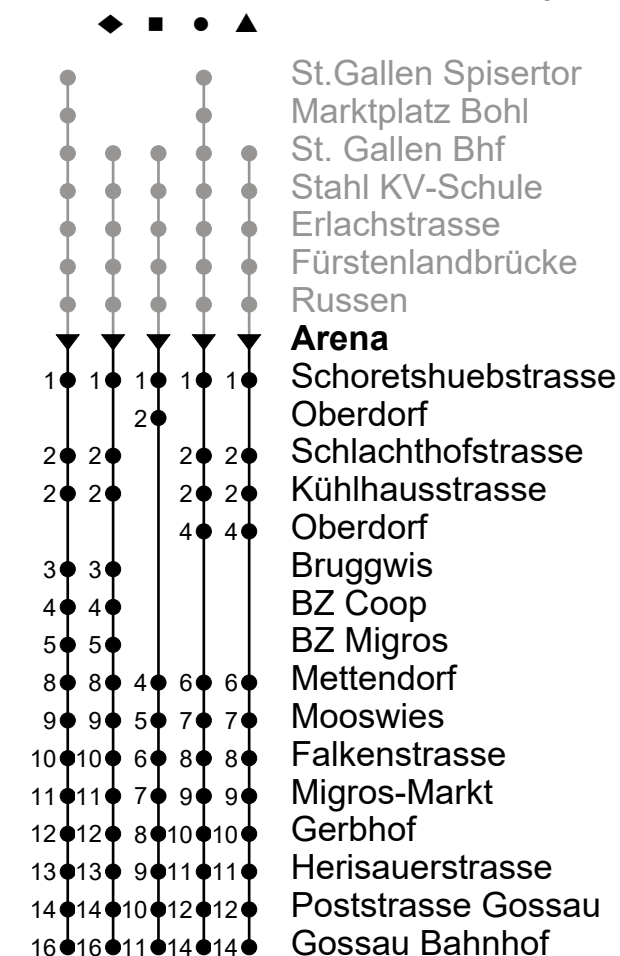 St.Gallen Spisertor
Marktplatz Bohl
St. Gallen Bhf
Stahl KV-Schule
Erlachstrasse
Fürstenlandbrücke
Russen
Arena
1 1 1 1 1 Schoretshuebstrasse
2 Oberdorf
2 2 2 2 Schlachthofstrasse
2 2 2 2 Kühlhausstrasse
4 4 Oberdorf
3 3 Bruggwis
4 4 BZ Coop
5 5 BZ Migros
8 8 4 6 6 Mettendorf
9 9 5 7 7 Mooswies
10 10 6 8 8 Falkenstrasse
11 11 7 9 9 Migros-Markt
12 12 8 10 10 Gerbhof
13 13 9 11 11 Herisauerstrasse
14 14 10 12 12 Poststrasse Gossau
16 16 11 14 14 Gossau Bahnhof